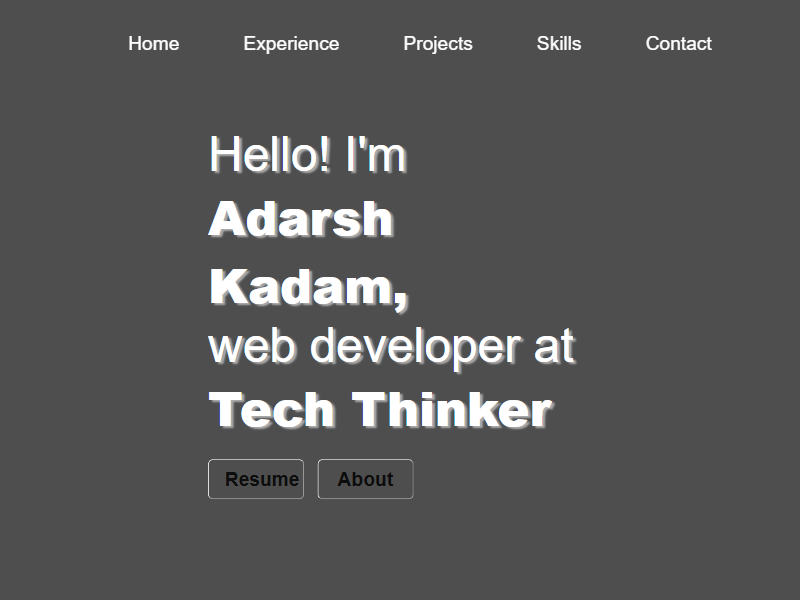 Home Experience Projects Skills Contact
Hello! I'm
Adarsh
Kadam,
web developer at
Tech Thinker
Resume About